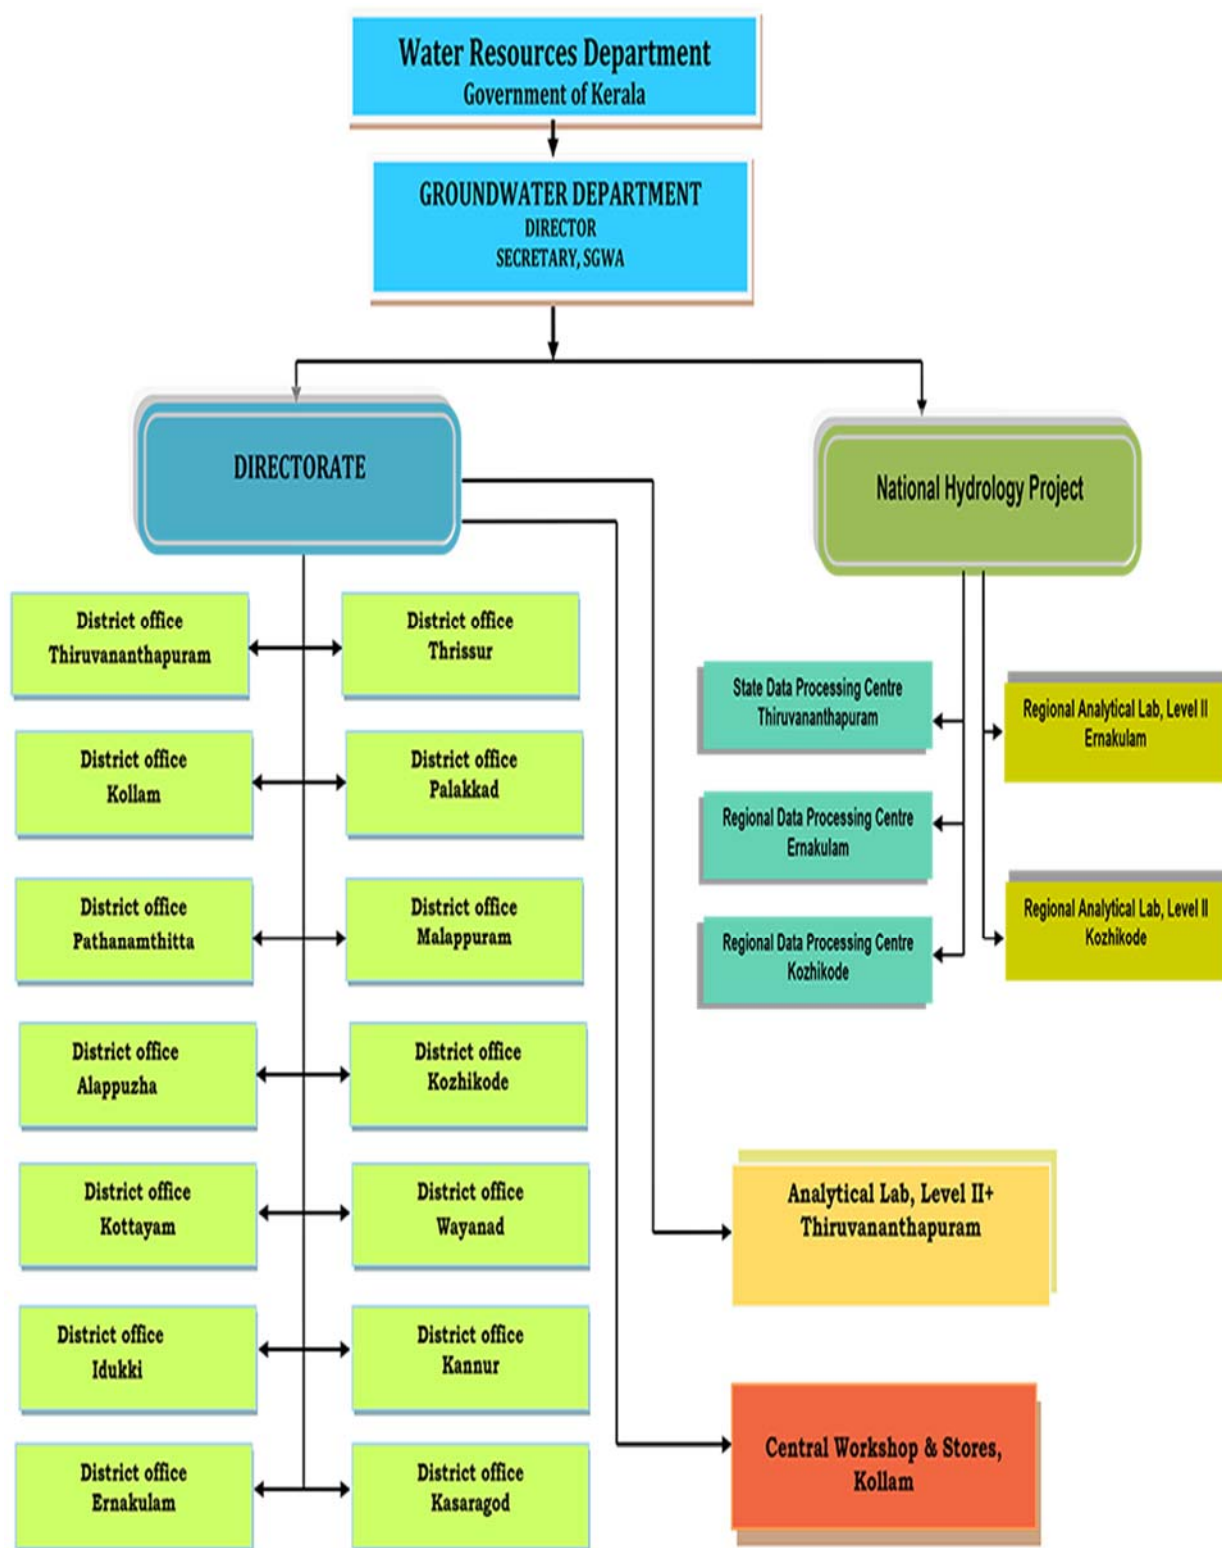 Water Resources Department
Government of Kerala
GROUNDWATER DEPARTMENT
DIRECTOR
SECRETARY, SGWA
DIRECTORATE
National Hydrology Project
District office
Thiruvananthapuram
District office
Thrissur
District office
Kollam
District office
Palakkad
District office
Pathanamthitta
District office
Malappuram
District office
Alappuzha
District office
Kozhikode
District office
Kottayam
District office
Wayanad
District office
Idukki
District office
Kannur
District office
Ernakulam
District office
Kasaragod
State Data Processing Centre
Thiruvananthapuram
Regional Data Processing Centre
Ernakulam
Regional Data Processing Centre
Kozhikode
Regional Analytical Lab, Level II
Ernakulam
Regional Analytical Lab, Level II
Kozhikode
Analytical Lab, Level II+
Thiruvananthapuram
Central Workshop & Stores,
Kollam